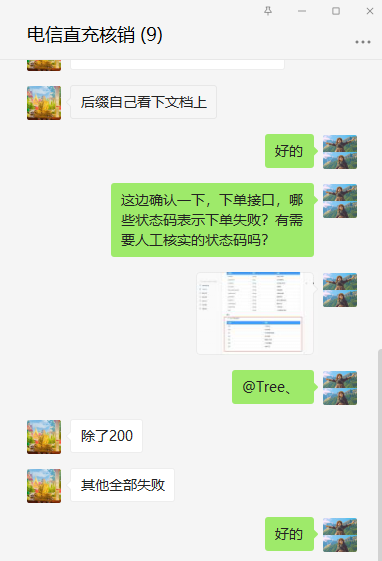 电信直充核销 (9)
后缀自己看下文档上
好的
这边确认一下，下单接口，哪
些状态码表示下单失败？有需
要人工核实的状态码吗？
@Tree、
除了200
其他全部失败
好的